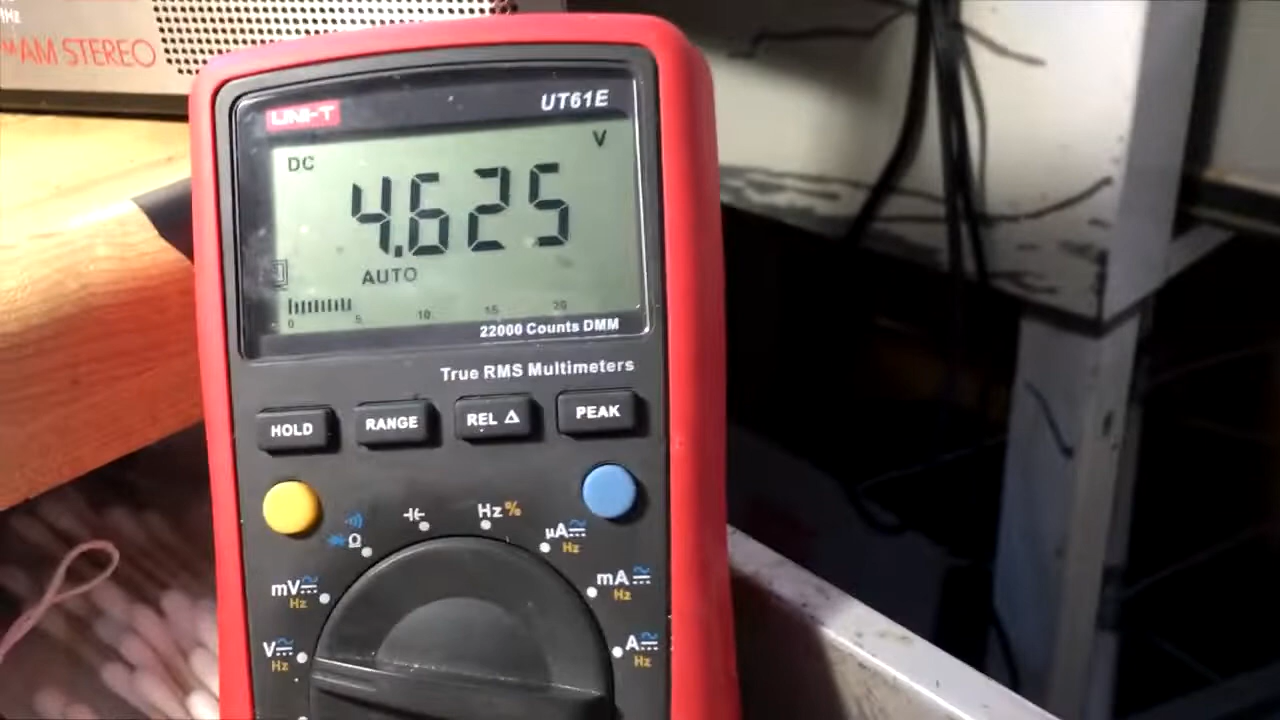 Hz
AM STEREO
UNI-T
UT61E
DC
V
4.625
AUTO
0 5 10 15 20
22000 Counts DMM
True RMS Multimeters
HOLD RANGE REL Δ PEAK
Hz %
Ω
μA
Hz
mV
Hz
mA
Hz
V
Hz
A
Hz